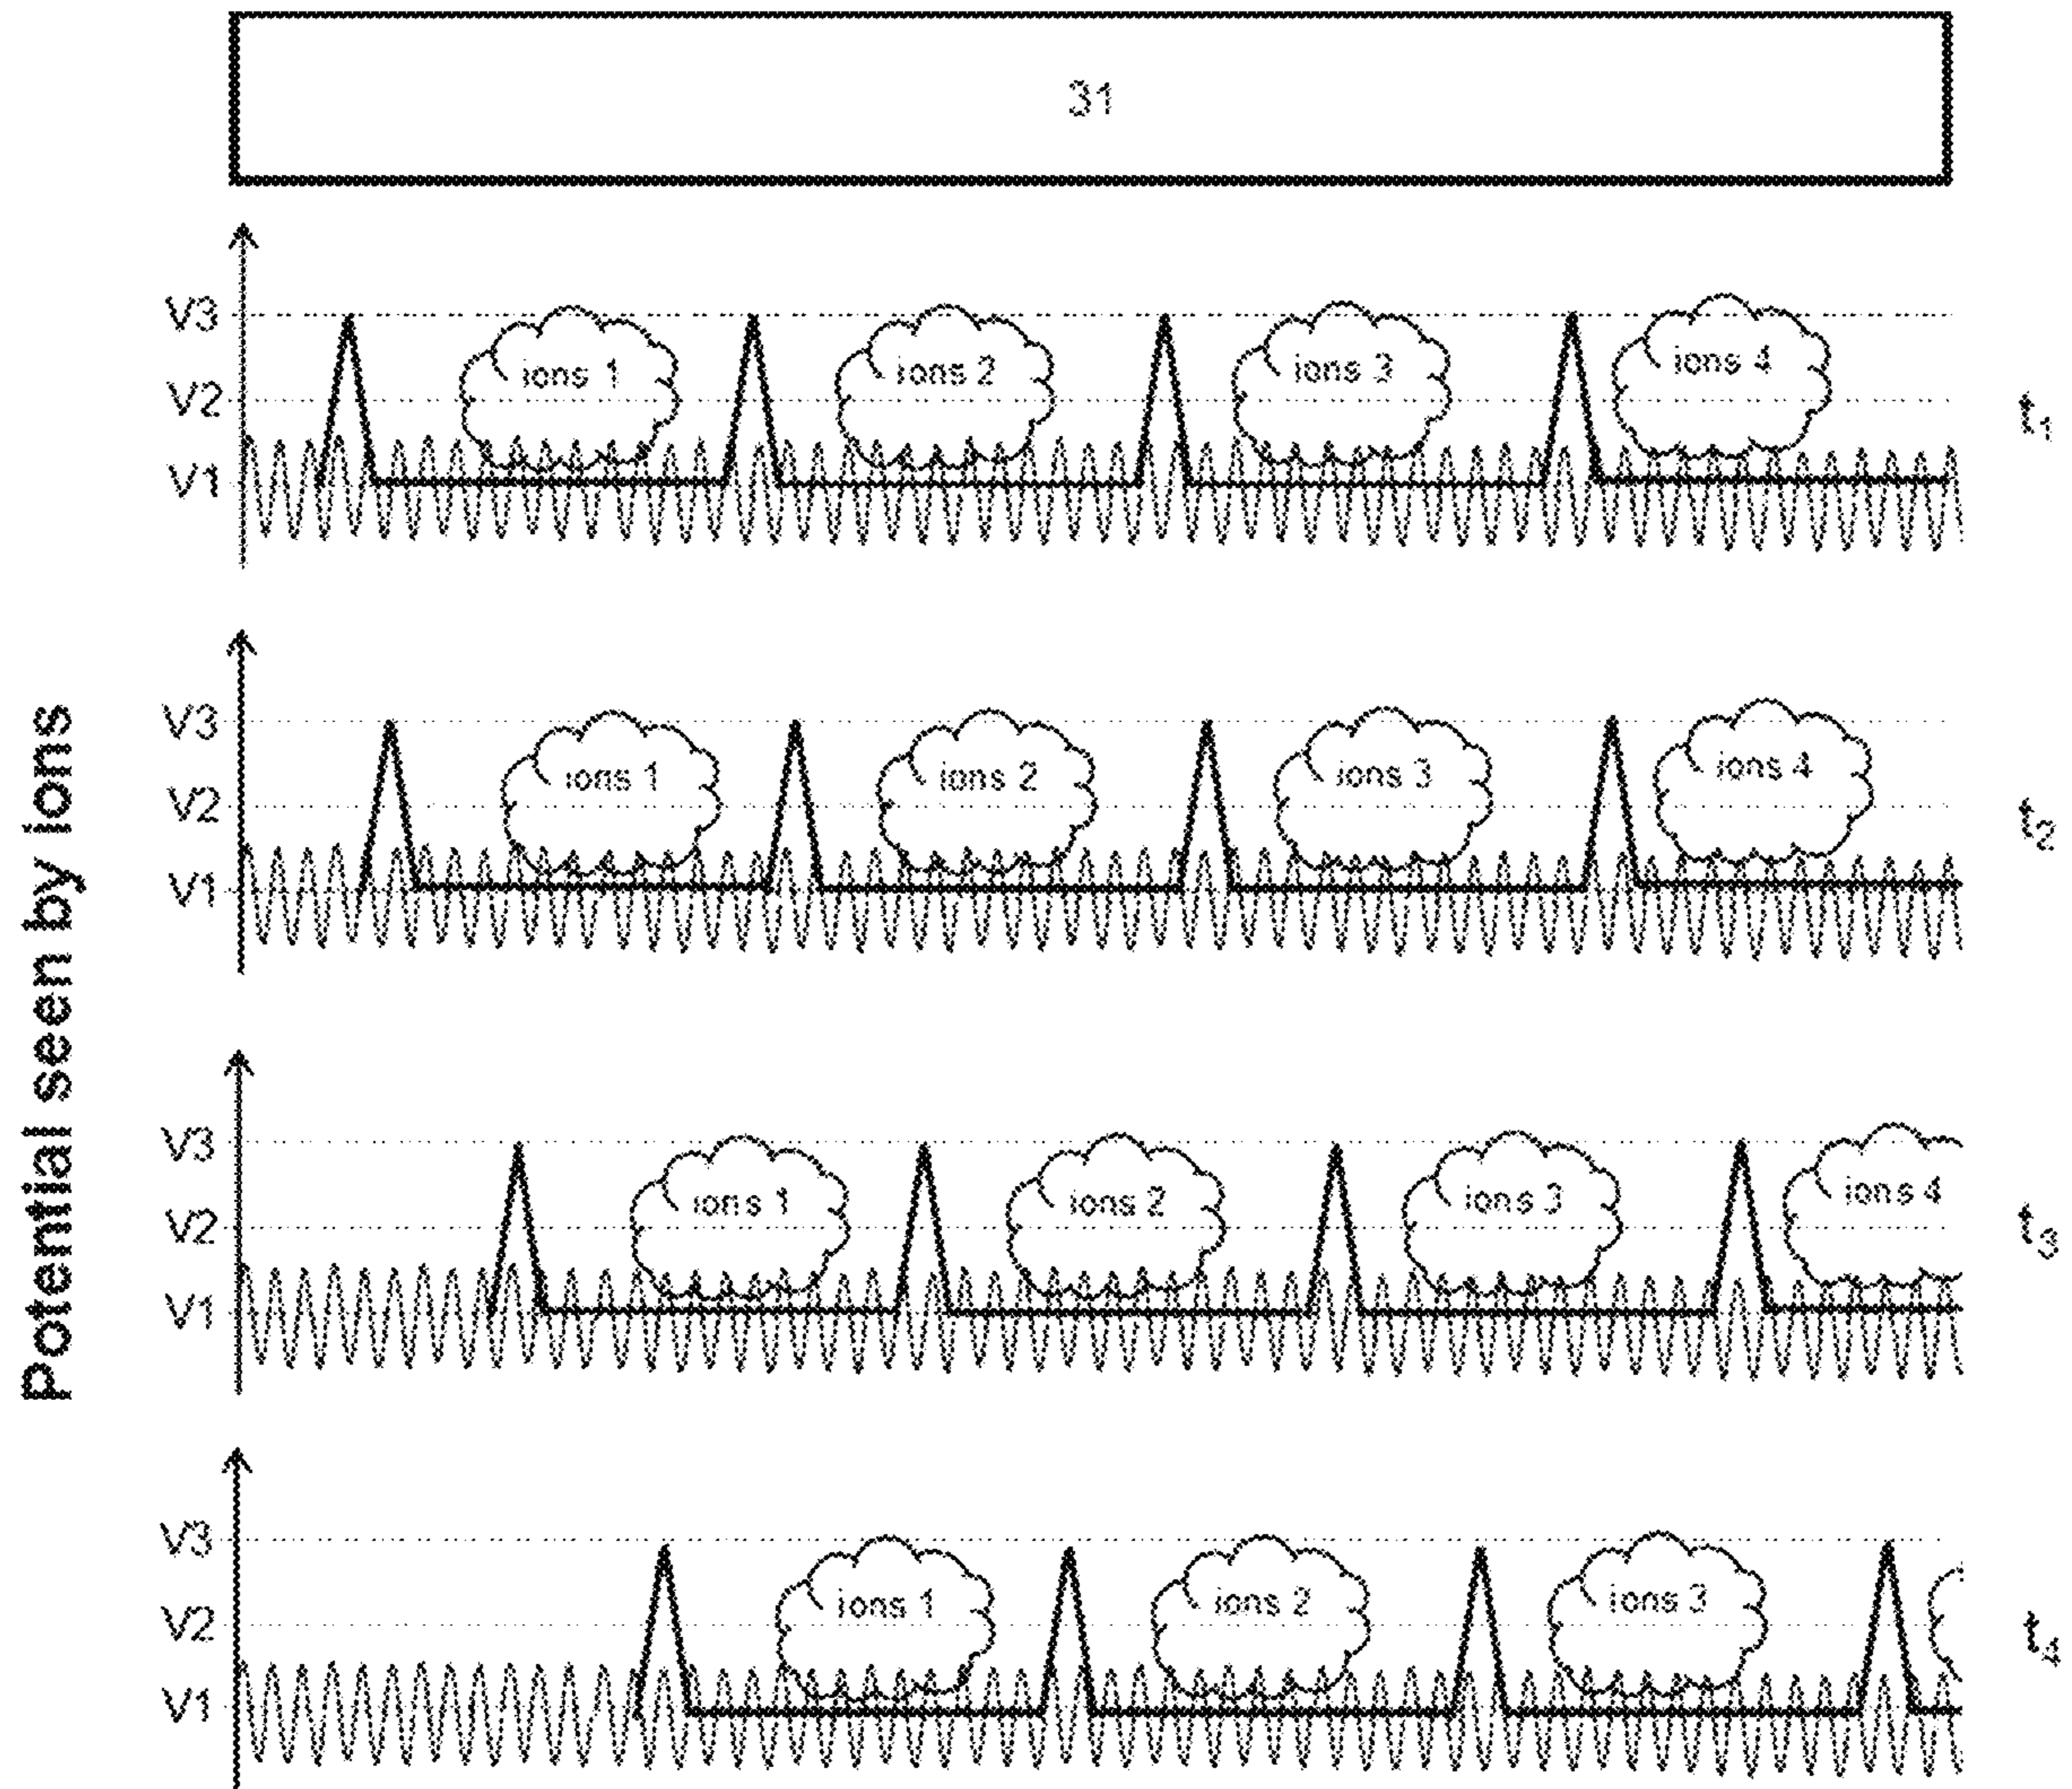 31
V3
ions 1 ions 2 ions 3 ions 4
V2
t1
V1
V3
ions 1 ions 2 ions 3 ions 4
V2
t2
V1
Potential seen by ions
V3
ions 1 ions 2 ions 3 ions 4
V2
t3
V1
V3
ions 1 ions 2 ions 3
V2
t4
V1